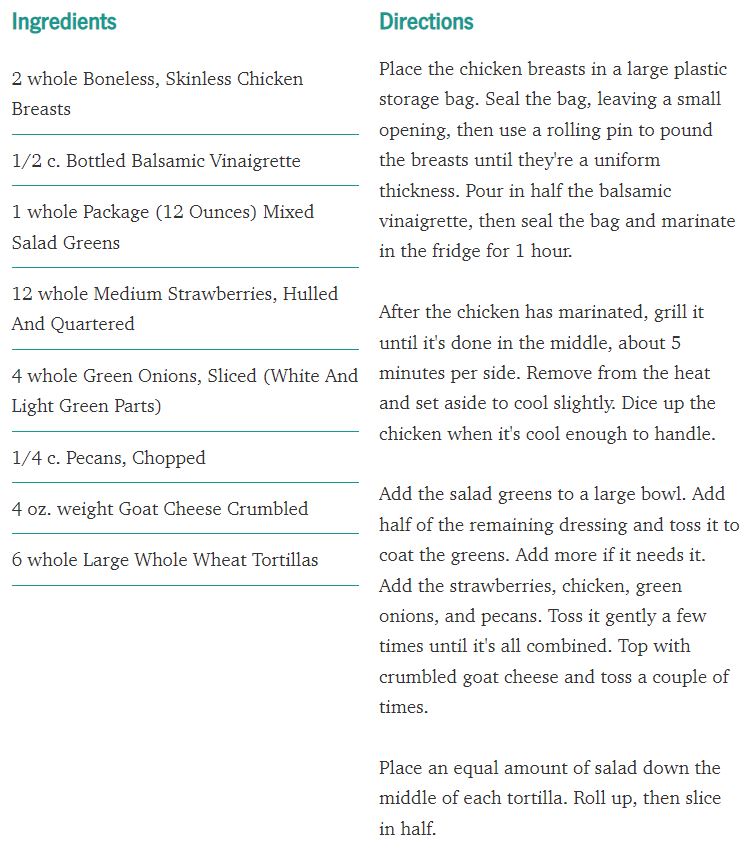 Ingredients
2 whole Boneless, Skinless Chicken
Breasts
1/2 c. Bottled Balsamic Vinaigrette
1 whole Package (12 Ounces) Mixed
Salad Greens
12 whole Medium Strawberries, Hulled
And Quartered
4 whole Green Onions, Sliced (White And
Light Green Parts)
1/4 c. Pecans, Chopped
4 oz. weight Goat Cheese Crumbled
6 whole Large Whole Wheat Tortillas
Directions
Place the chicken breasts in a large plastic
storage bag. Seal the bag, leaving a small
opening, then use a rolling pin to pound
the breasts until they're a uniform
thickness. Pour in half the balsamic
vinaigrette, then seal the bag and marinate
in the fridge for 1 hour.
After the chicken has marinated, grill it
until it's done in the middle, about 5
minutes per side. Remove from the heat
and set aside to cool slightly. Dice up the
chicken when it's cool enough to handle.
Add the salad greens to a large bowl. Add
half of the remaining dressing and toss it to
coat the greens. Add more if it needs it.
Add the strawberries, chicken, green
onions, and pecans. Toss it gently a few
times until it's all combined. Top with
crumbled goat cheese and toss a couple of
times.
Place an equal amount of salad down the
middle of each tortilla. Roll up, then slice
in half.